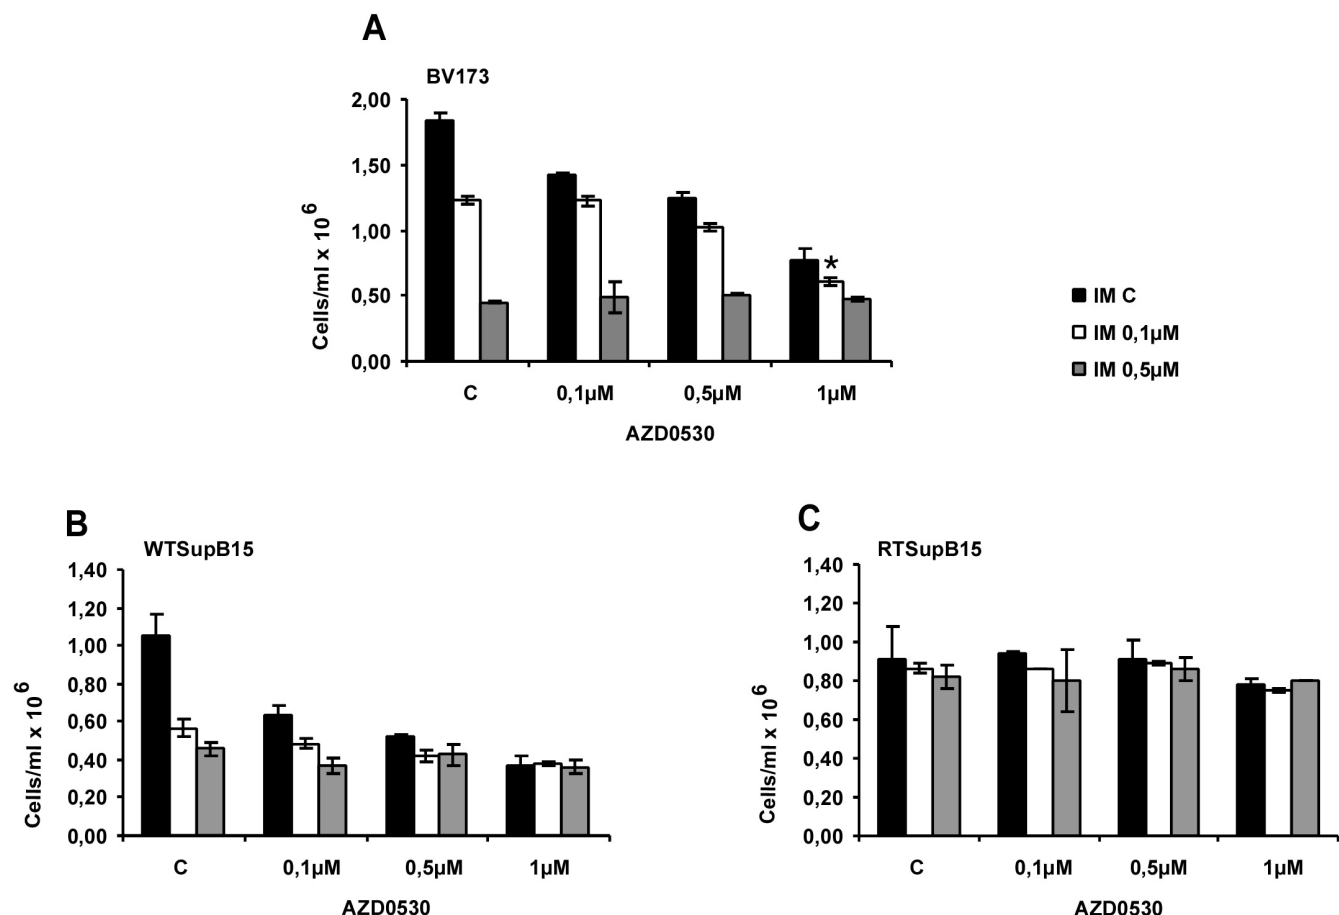 A
BV173
2,00
1,50
1,00
0,50
0,00
Cells/ml x 10^6
*
C 0,1µM 0,5µM 1µM
AZD0530
IM C
IM 0,1µM
IM 0,5µM
B
WTSupB15
1,40
1,20
1,00
0,80
0,60
0,40
0,20
0,00
Cells/ml x 10^6
C 0,1µM 0,5µM 1µM
AZD0530
C
RTSupB15
1,40
1,20
1,00
0,80
0,60
0,40
0,20
0,00
Cells/ml x 10^6
C 0,1µM 0,5µM 1µM
AZD0530